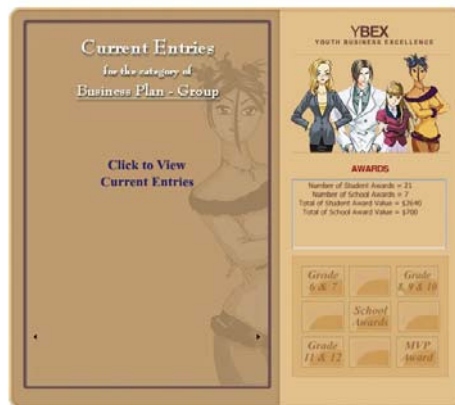 Current Entries
for the category of
Business Plan - Group
Click to View
Current Entries
YBEX
YOUTH BUSINESS EXCELLENCE
AWARDS
Number of Student Awards = 21
Number of School Awards = 7
Total of Student Award Value = $2640
Total of School Award Value = $700
Grade
6 & 7
Grade
8, 9 & 10
School
Awards
Grade
11 & 12
MVP
Award